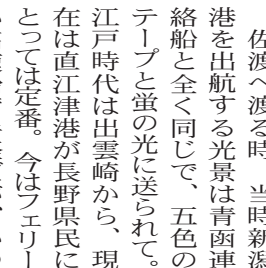 佐渡へ渡る時、当時新潟
港を出航する光景は青函連
絡船と全く同じで、五色の
テープと蛍の光に送られて。
江戸時代は出雲崎から、現
在は直江津港が長野県民に
とっては定番。今はフェリー